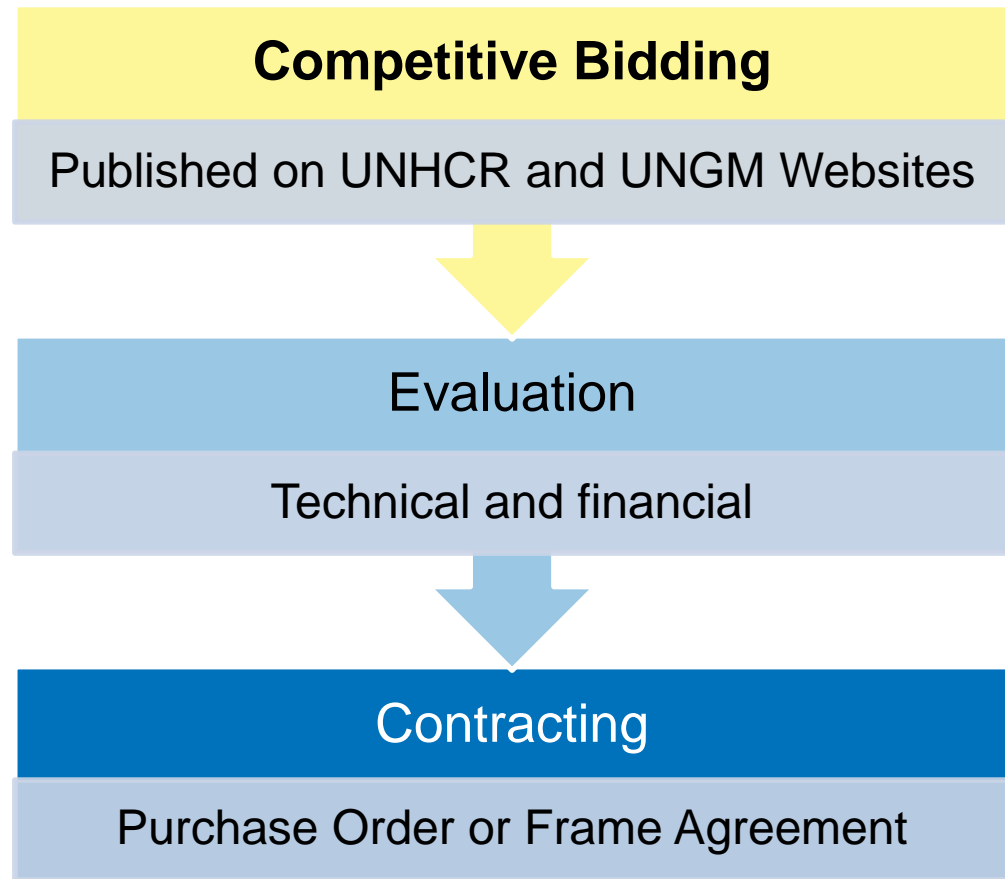 Competitive Bidding
Published on UNHCR and UNGM Websites
Evaluation
Technical and financial
Contracting
Purchase Order or Frame Agreement